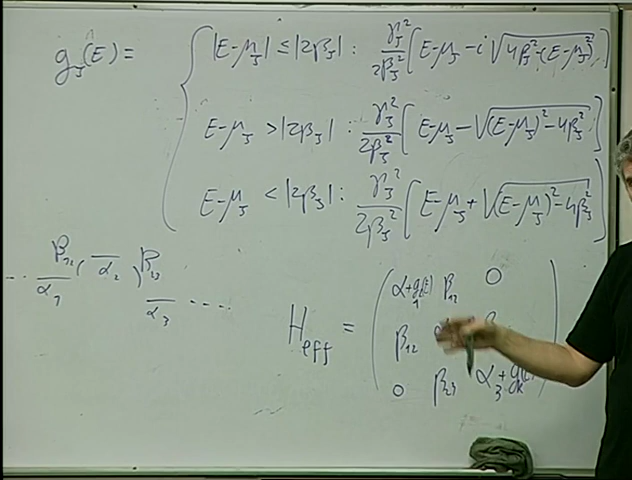 g_J(E) =
|E-μ_J| ≤ |2β_J| : γ_J²/2β_J² [E-μ_J - i√(4β_J² - (E-μ_J)²)]
E-μ_J > |2β_J| : γ_J²/2β_J² [E-μ_J - √((E-μ_J)² - 4β_J²)]
E-μ_J < |2β_J| : γ_J²/2β_J² [E-μ_J + √((E-μ_J)² - 4β_J²)]
β_12 β_23
·· α_1 α_2 α_3 ····
H_eff =
α_1+g(E) β_12 0
β_12
0 α_3+g